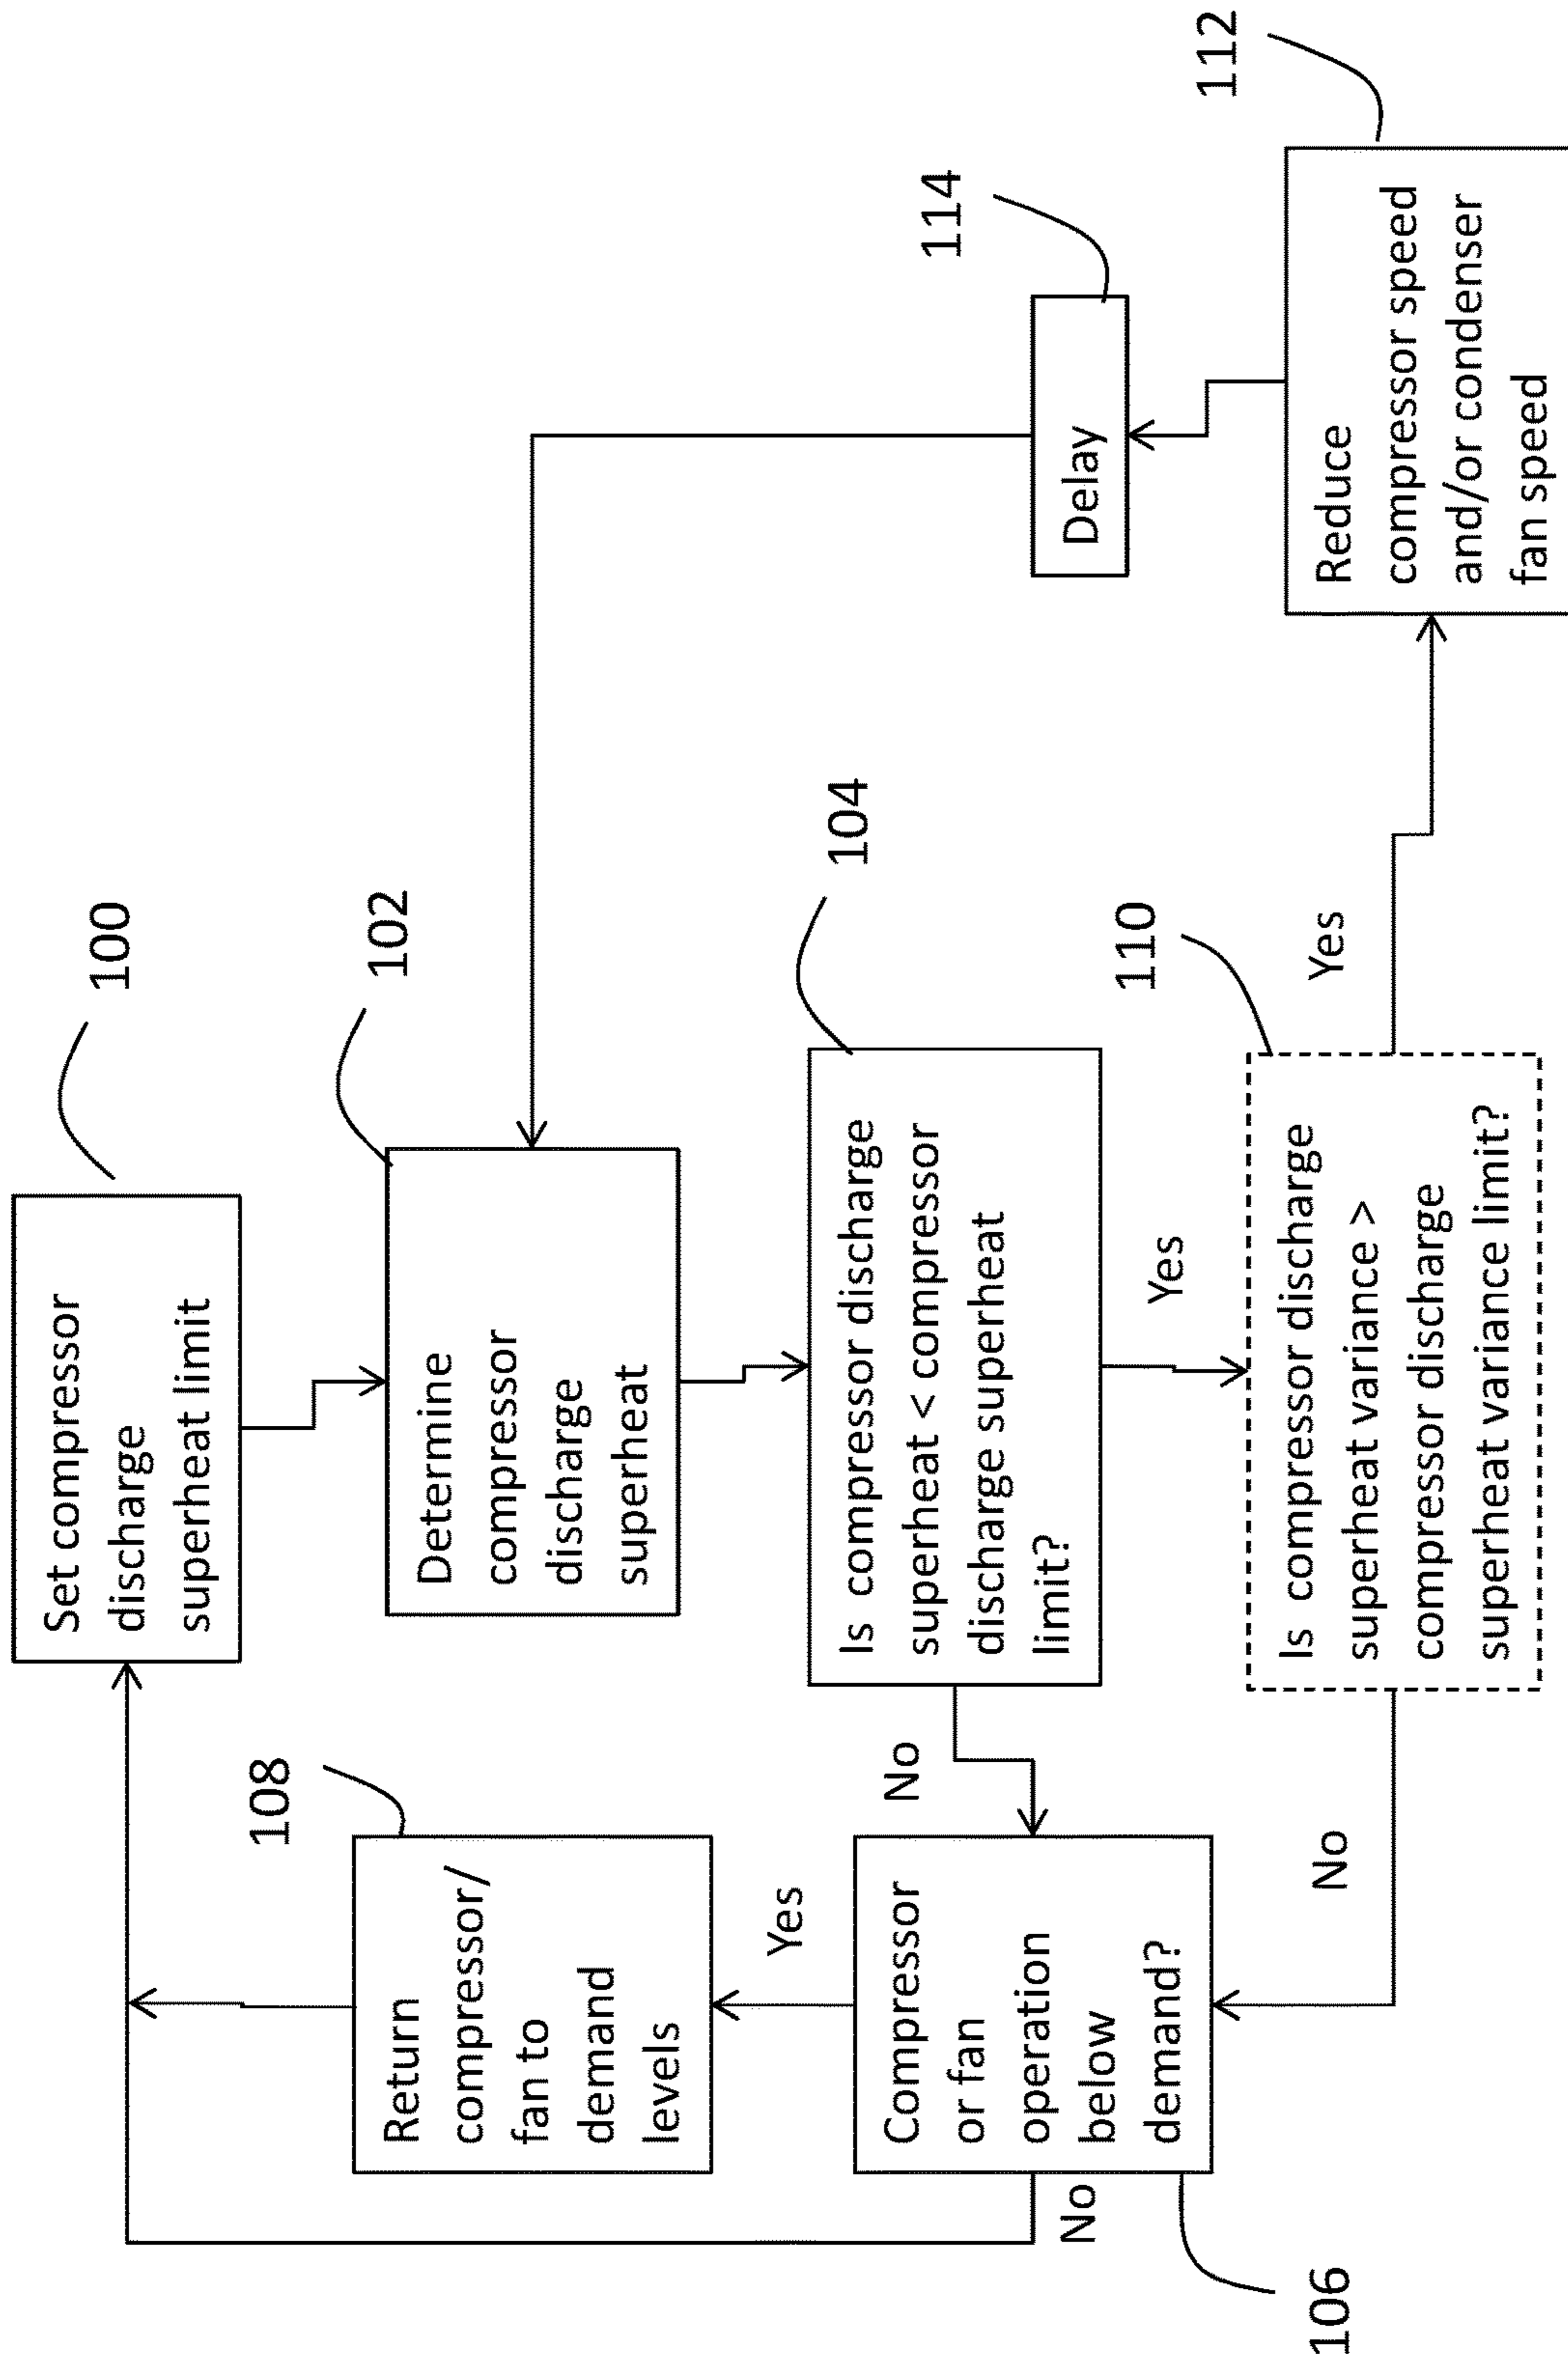 100
Set compressor
discharge
superheat limit
102
Determine
compressor
discharge
superheat
104
Is compressor discharge
superheat < compressor
discharge superheat
limit?
No
Yes
108
Return
compressor/
fan to
demand
levels
Yes
Compressor
or fan
operation
below
demand?
No
106
No
110
Is compressor discharge
superheat variance >
compressor discharge
superheat variance limit?
Yes
114
Delay
112
Reduce
compressor speed
and/or condenser
fan speed